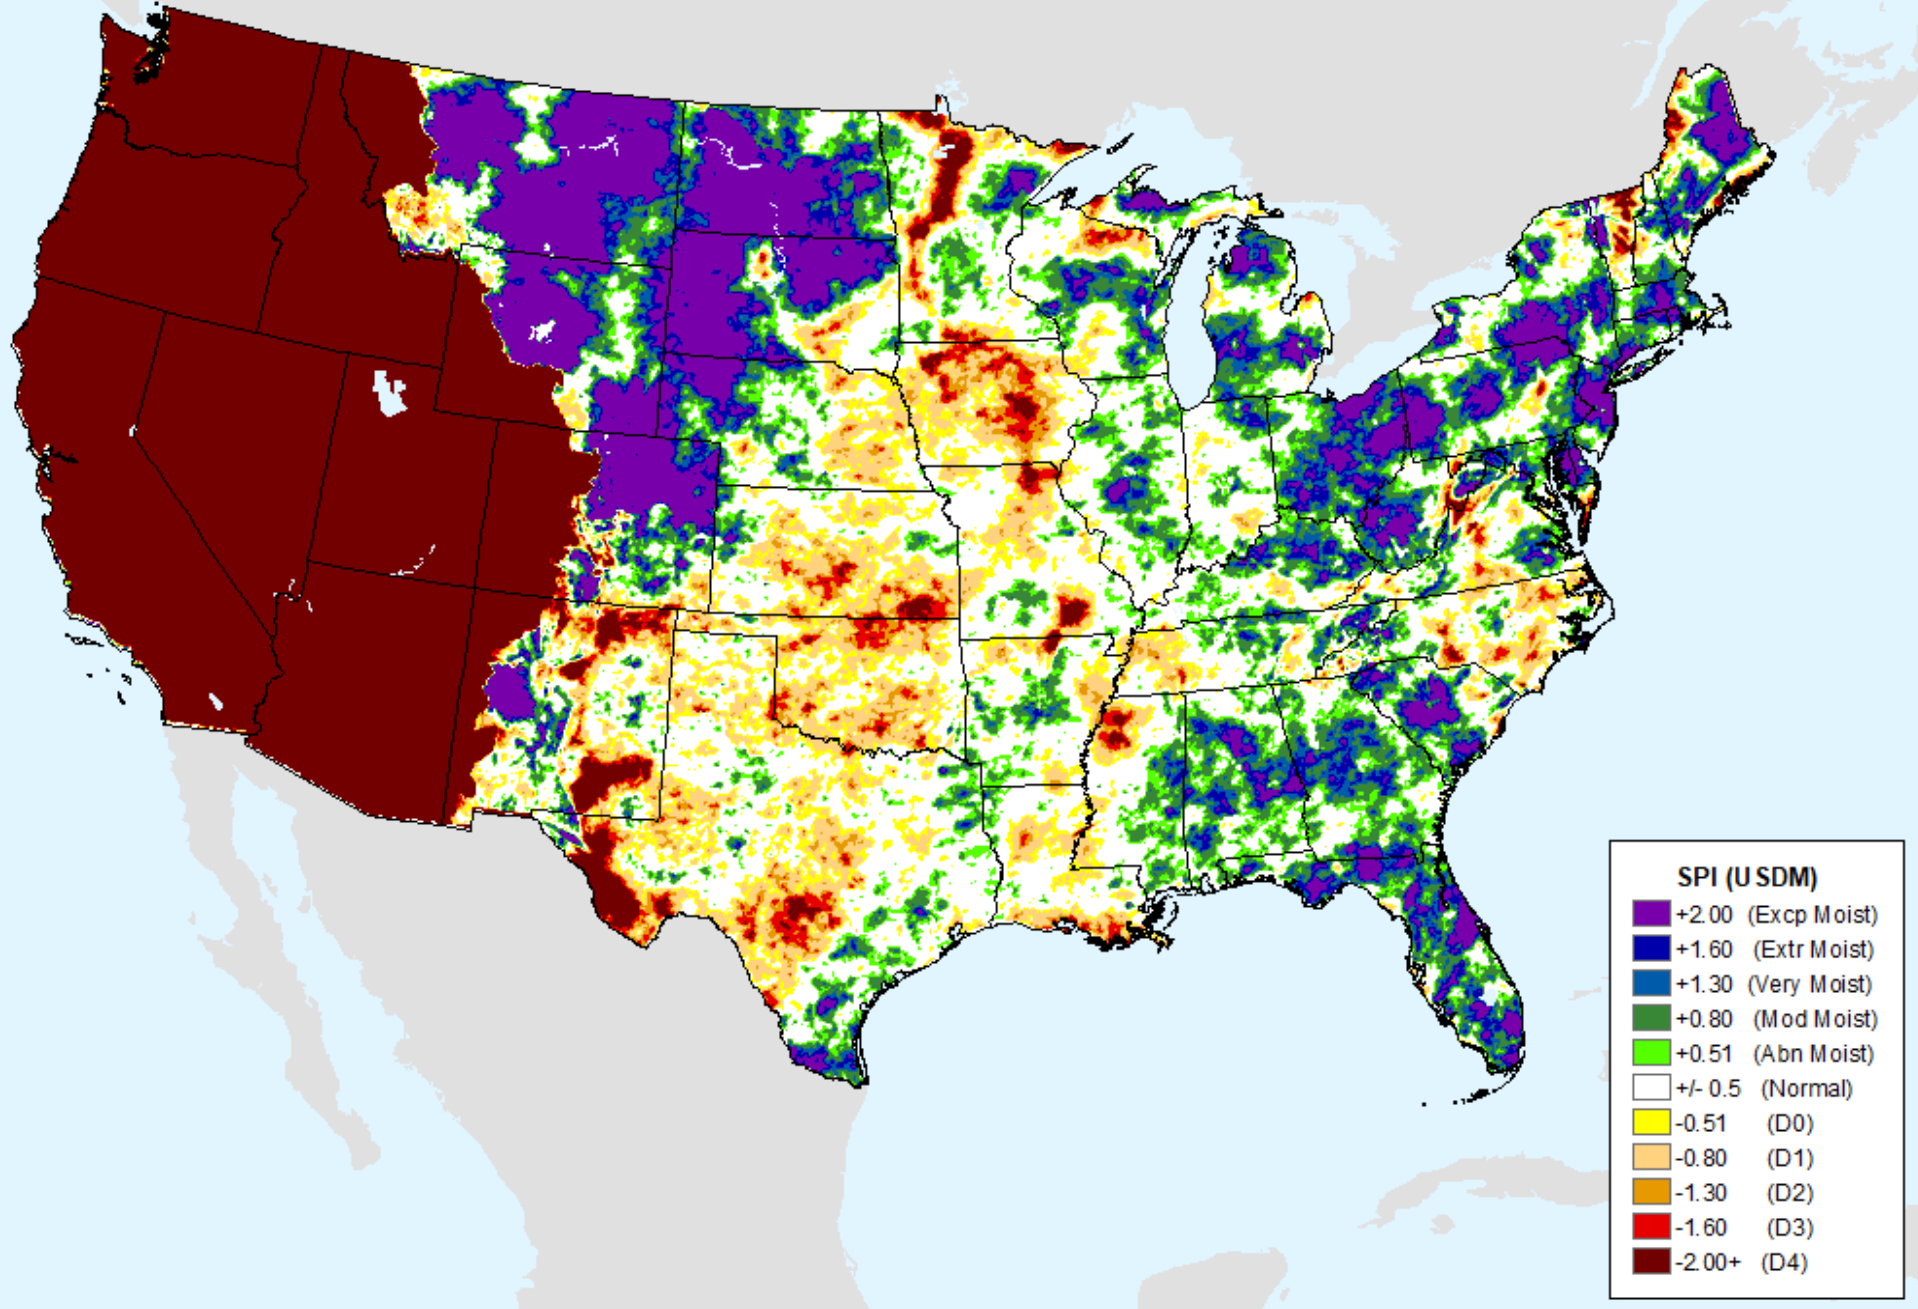 SPI (USDM)
+2.00 (Excp Moist)
+1.60 (Extr Moist)
+1.30 (Very Moist)
+0.80 (Mod Moist)
+0.51 (Abn Moist)
+/- 0.5 (Normal)
-0.51 (D0)
-0.80 (D1)
-1.30 (D2)
-1.60 (D3)
-2.00+ (D4)